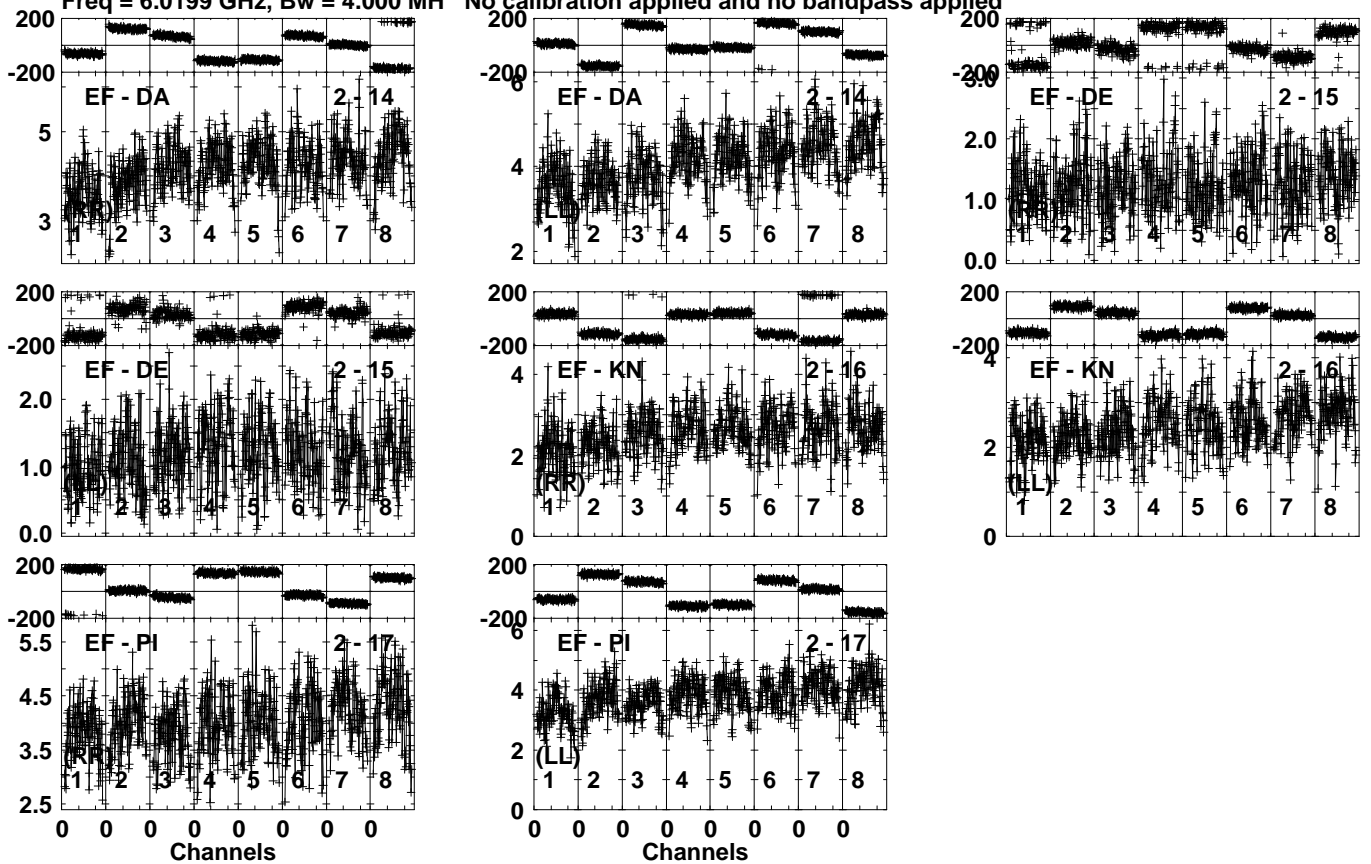 Freq = 6.0199 GHz, Bw = 4.000 MH No calibration applied and no bandpass applied
200
-200
EF - DA 2 - 14
5
3
(RR)
1 2 3 4 5 6 7 8
200
-200
6
EF - DA 2 - 14
4
(LL)
1 2 3 4 5 6 7 8
2
200
-200
3.0
EF - DE 2 - 15
2.0
1.0
1 2 3 4 5 6 7 8
0.0
200
-200
EF - DE 2 - 15
2.0
1.0
1 2 3 4 5 6 7 8
0.0
200
-200
EF - KN 2 - 16
4
2
(RR)
1 2 3 4 5 6 7 8
0
200
-200
4
EF - KN 2 - 16
2
(LL)
1 2 3 4 5 6 7 8
0
200
-200
EF - PI 2 - 17
5.5
4.5
3.5
(RR)
1 2 3 4 5 6 7 8
2.5
0 0 0 0 0 0 0 0
Channels
200
-200
6
EF - PI 2 - 17
4
2
(LL)
1 2 3 4 5 6 7 8
0
0 0 0 0 0 0 0 0
Channels